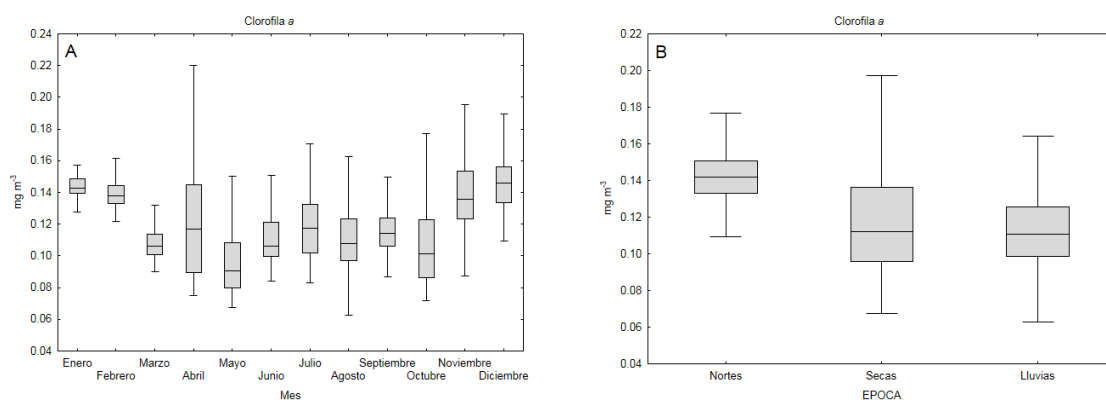 Clorofila a
A
mg m-3
0.24
0.22
0.20
0.18
0.16
0.14
0.12
0.10
0.08
0.06
0.04
Enero Marzo Mayo Julio Septiembre Noviembre
Febrero Abril Junio Agosto Octubre Diciembre
Mes
Clorofila a
B
mg m-3
0.22
0.20
0.18
0.16
0.14
0.12
0.10
0.08
0.06
0.04
Nortes Secas Lluvias
EPOCA